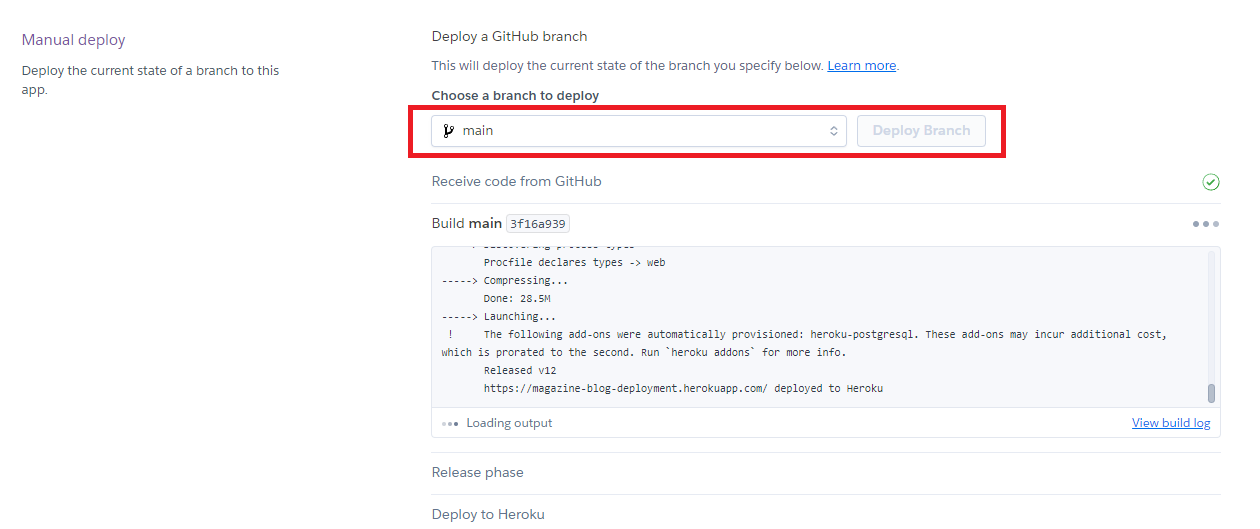 Manual deploy
Deploy the current state of a branch to this
app.
Deploy a GitHub branch
This will deploy the current state of the branch you specify below. Learn more.
Choose a branch to deploy
main
Deploy Branch
Receive code from GitHub
Build main 3f16a939
Procfile declares types -> web
-----> Compressing...
Done: 28.5M
-----> Launching...
! The following add-ons were automatically provisioned: heroku-postgresql. These add-ons may incur additional cost,
which is prorated to the second. Run `heroku addons` for more info.
Released v12
https://magazine-blog-deployment.herokuapp.com/ deployed to Heroku
Loading output
View build log
Release phase
Deploy to Heroku